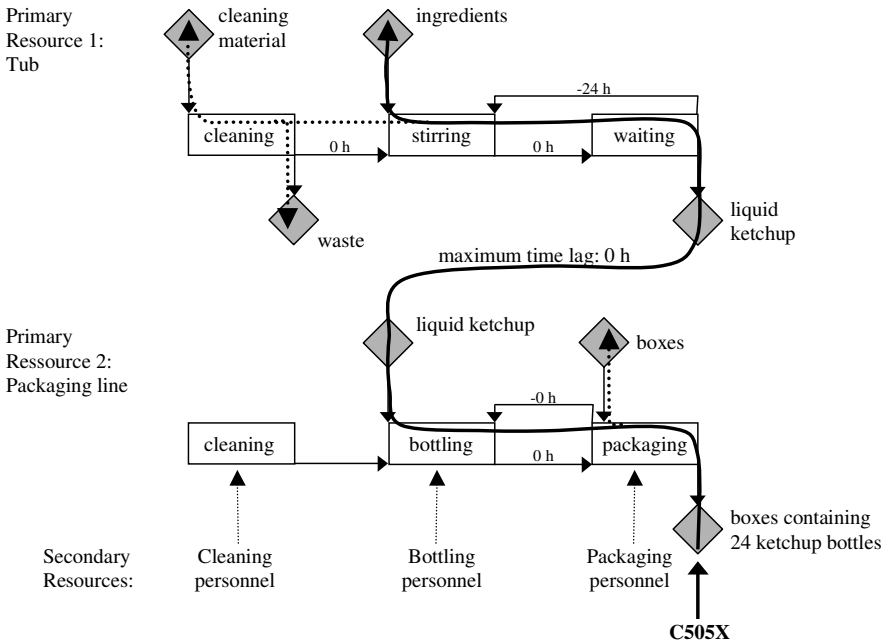 Primary
Resource 1:
Tub
cleaning
material
ingredients
-24 h
cleaning
stirring
waiting
0 h
0 h
waste
liquid
ketchup
maximum time lag: 0 h
Primary
Ressource 2:
Packaging line
liquid ketchup
boxes
-0 h
cleaning
bottling
packaging
0 h
boxes containing
24 ketchup bottles
Secondary
Resources:
Cleaning
personnel
Bottling
personnel
Packaging
personnel
C505X